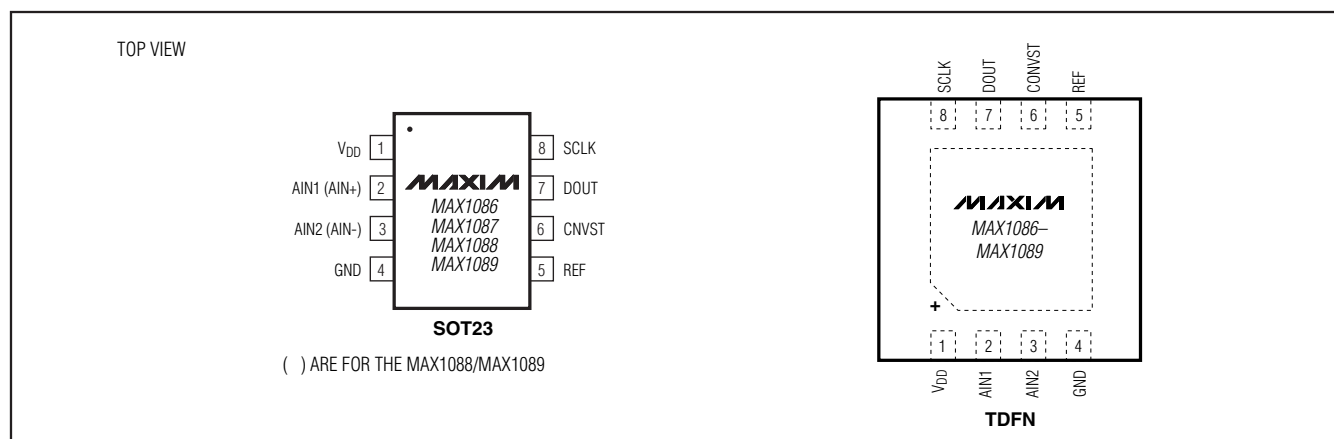 TOP VIEW
VDD 1
AIN1 (AIN+) 2
AIN2 (AIN-) 3
GND 4
MAXIM
MAX1086
MAX1087
MAX1088
MAX1089
8 SCLK
7 DOUT
6 CNVST
5 REF
SOT23
( ) ARE FOR THE MAX1088/MAX1089
SCLK DOUT CONVST REF
8 7 6 5
MAXIM
MAX1086–
MAX1089
+
1 2 3 4
VDD AIN1 AIN2 GND
TDFN